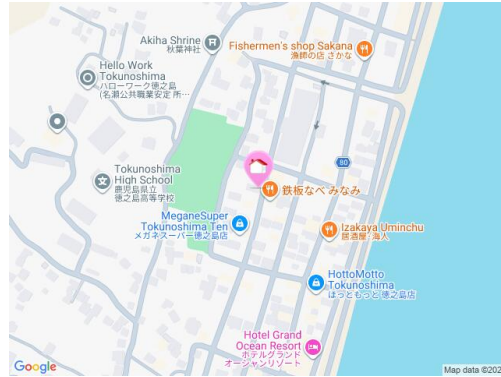 Akiha Shrine
秋葉神社
Fishermen's shop Sakana
漁師の店 さかな
Hello Work
Tokunoshima
ハローワーク徳之島
(名瀬公共職業安定 所…
80
Tokunoshima
High School
鹿児島県立
徳之島高等学校
鉄板なべ みなみ
MeganeSuper
Tokunoshima Ten
メガネスーパー徳之島店
Izakaya Uminchu
居酒屋・海人
HottoMotto
Tokunoshima
ほっともっと 徳之島店
Hotel Grand
Ocean Resort
ホテルグランド
オーシャンリゾート
Google
Map data ©202